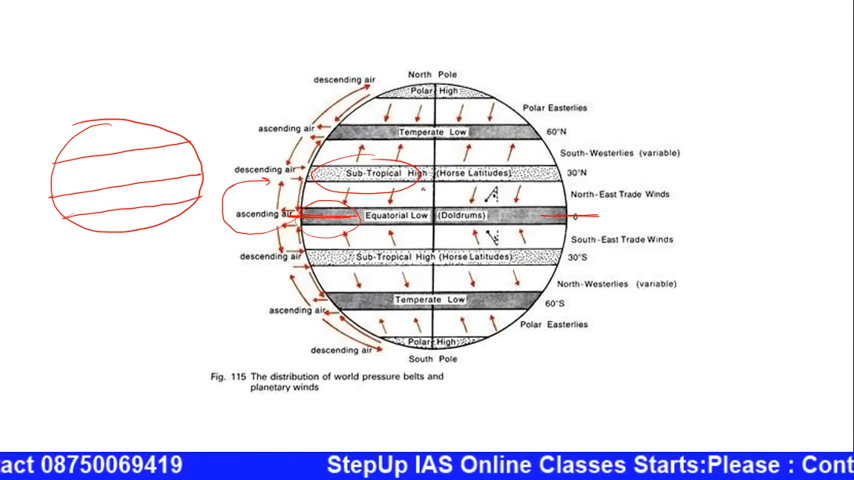 North Pole
descending air
Polar High
Polar Easterlies
ascending air
Temperate Low
60°N
South-Westerlies (variable)
descending air
Sub-Tropical High (Horse Latitudes)
30°N
North-East Trade Winds
ascending air
Equatorial Low (Doldrums)
0
South-East Trade Winds
descending air
Sub-Tropical High (Horse Latitudes)
30°S
North-Westerlies (variable)
Temperate Low
60°S
ascending air
Polar Easterlies
descending air
Polar High
South Pole
Fig. 115 The distribution of world pressure belts and
planetary winds
tact 08750069419 StepUp IAS Online Classes Starts:Please : Cont